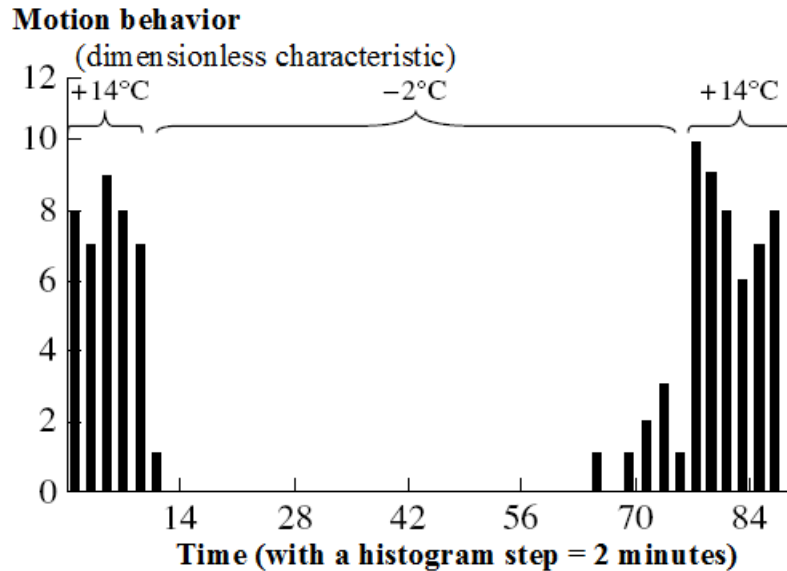 Motion behavior
(dimensionless characteristic)
12
+14°C
−2°C
+14°C
10
8
6
4
2
0
14 28 42 56 70 84
Time (with a histogram step = 2 minutes)